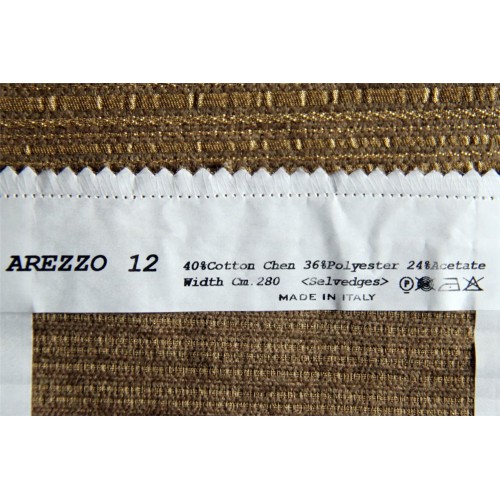 AREZZO 12
40%Cotton Chen 36%Polyester 24%Acetate
Width Cm.280 <Selvedges> P
MADE IN ITALY